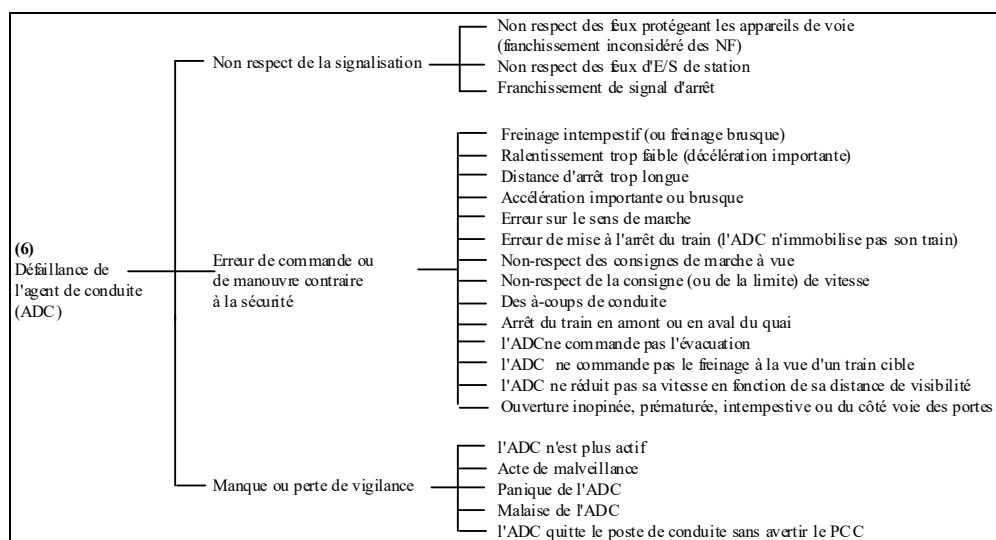 Non respect des feux protégeant les appareils de voie
(franchissement inconsidéré des NF)
Non respect de la signalisation
Non respect des feux d'E/S de station
Franchissement de signal d'arrêt
(6)
Défaillance de
l'agent de conduite
(ADC)
Erreur de commande ou
de manouvre contraire
à la sécurité
Freinage intempestif (ou freinage brusque)
Ralentissement trop faible (décélération importante)
Distance d'arrêt trop longue
Accélération importante ou brusque
Erreur sur le sens de marche
Erreur de mise à l'arrêt du train (l'ADC n'immobilise pas son train)
Non-respect des consignes de marche à vue
Non-respect de la consigne (ou de la limite) de vitesse
Des à-coups de conduite
Arrêt du train en amont ou en aval du quai
l'ADCne commande pas l'évacuation
l'ADC ne commande pas le freinage à la vue d'un train cible
l'ADC ne réduit pas sa vitesse en fonction de sa distance de visibilité
Ouverture inopinée, prématurée, intempestive ou du côté voie des portes
Manque ou perte de vigilance
l'ADC n'est plus actif
Acte de malveillance
Panique de l'ADC
Malaise de l'ADC
l'ADC quitte le poste de conduite sans avertir le PCC